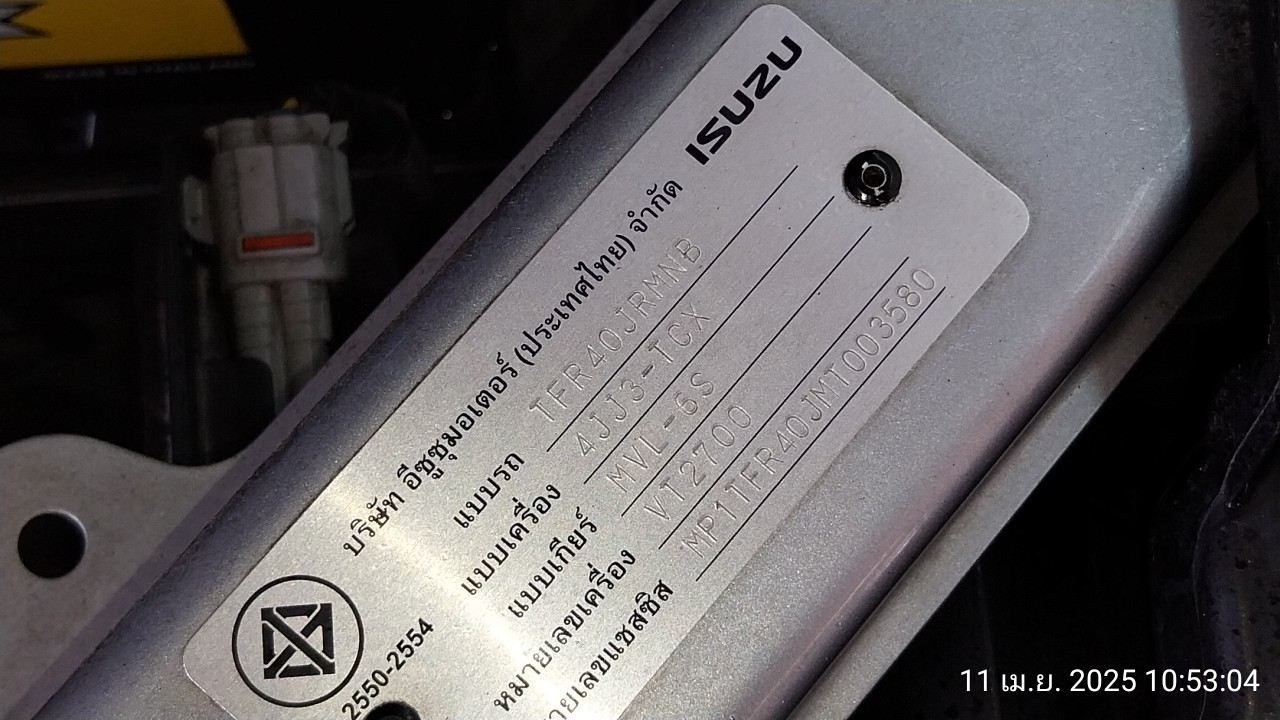 ISUZU
บริษัท อีซูซุมอเตอร์ (ประเทศไทย) จำกัด
แบบรถ TFR40JRMNB
แบบเครื่อง 4JJ3-TCX
แบบเกียร์ MVL-6S
หมายเลขเครื่อง VT2700
ายเลขแชสซิส MP1TFR40JMT003580
2550-2554
11 เม.ย. 2025 10:53:04